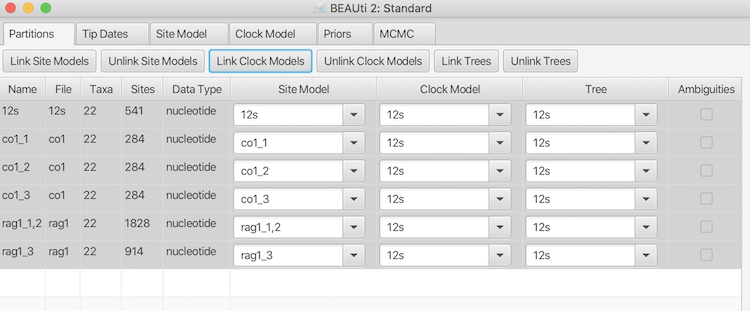 BEAUti 2: Standard
Partitions Tip Dates Site Model Clock Model Priors MCMC
Link Site Models Unlink Site Models Link Clock Models Unlink Clock Models Link Trees Unlink Trees
Name File Taxa Sites Data Type Site Model Clock Model Tree Ambiguities
12s 12s 22 541 nucleotide 12s 12s 12s
co1_1 co1 22 284 nucleotide co1_1 12s 12s
co1_2 co1 22 284 nucleotide co1_2 12s 12s
co1_3 co1 22 284 nucleotide co1_3 12s 12s
rag1_1,2 rag1 22 1828 nucleotide rag1_1,2 12s 12s
rag1_3 rag1 22 914 nucleotide rag1_3 12s 12s